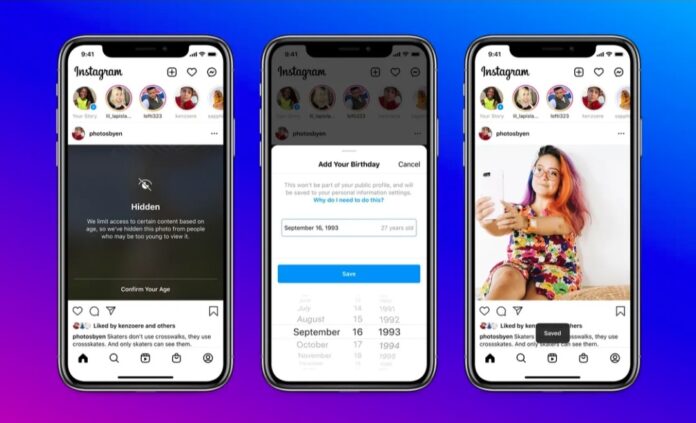 9:41
Instagram
Your Story
lil_lapisla...
lofti323
kenzoere
sapph
photosbyen
Hidden
We limit access to certain content based
age, so we've hidden this photo from people
who may be too young to view it.
Confirm Your Age
Liked by kenzoere and others
photosbyen Skaters don't use crosswalks, they use
crossskates. And only skaters can see them.
9:41
Instagram
Your Story
lil_lapisla...
lofti323
kenzoere
photosbyen
Add Your Birthday
Cancel
This won't be part of your public profile, and will
be saved to your personal information settings.
Why do I need to do this?
September 16, 1993
27 years old
Save
July 14 1991
August 15 1992
September 16 1993
October 17 1994
November 18 1995
9:41
Instagram
Your Story
lil_lapisla...
lofti323
kenzoere
sapph
photosbyen
Liked by kenzoere and others
Saved
photosbyen Skaters don't use crosswalks, they use
crossskates. And only skaters can see them.